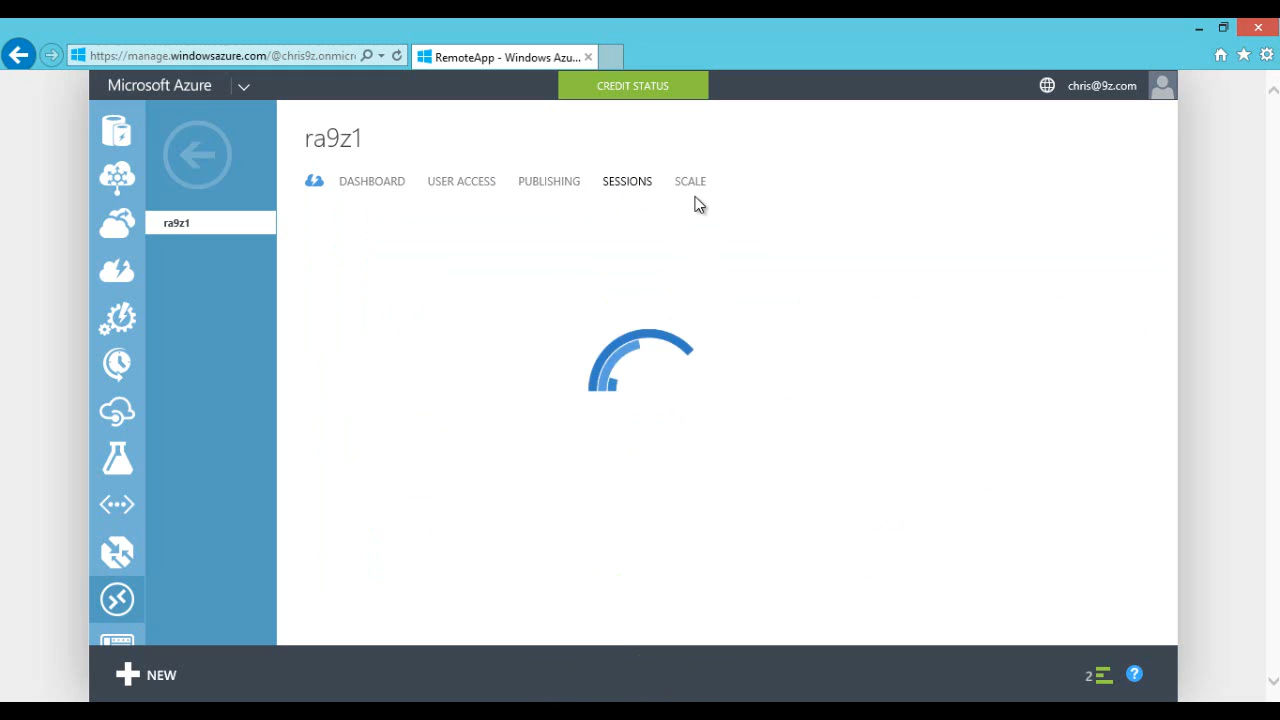 https://manage.windowsazure.com/@chris9z.onmicr
RemoteApp - Windows Azu...
Microsoft Azure
CREDIT STATUS
chris@9z.com
ra9z1
DASHBOARD USER ACCESS PUBLISHING SESSIONS SCALE
ra9z1
NEW
2
?